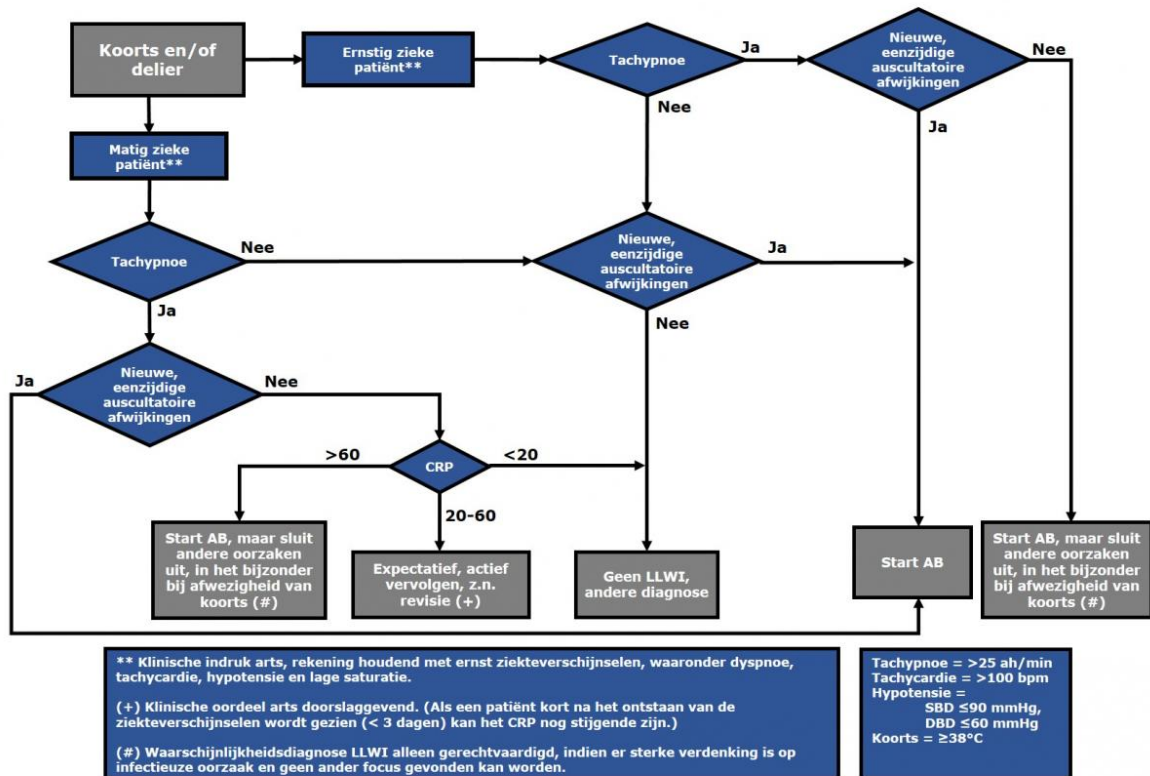 Koorts en/of
delier
Ernstig zieke
patiënt**
Tachypnoe
Ja
Nieuwe,
eenzijdige
auscultatoire
afwijkingen
Nee
Nee
Ja
Matig zieke
patiënt**
Tachypnoe
Nee
Nieuwe,
eenzijdige
auscultatoire
afwijkingen
Ja
Ja
Nee
Ja
Nieuwe,
eenzijdige
auscultatoire
afwijkingen
Nee
>60
CRP
<20
20-60
Start AB, maar sluit
andere oorzaken
uit, in het bijzonder
bij afwezigheid van
koorts (#)
Expectatief, actief
vervolgen, z.n.
revisie (+)
Geen LLWI,
andere diagnose
Start AB
Start AB, maar sluit
andere oorzaken
uit, in het bijzonder
bij afwezigheid van
koorts (#)
** Klinische indruk arts, rekening houdend met ernst ziekteverschijnselen, waaronder dyspnoe,
tachycardie, hypotensie en lage saturatie.
(+) Klinische oordeel arts doorslaggevend. (Als een patiënt kort na het ontstaan van de
ziekteverschijnselen wordt gezien (< 3 dagen) kan het CRP nog stijgende zijn.)
(#) Waarschijnlijkheidsdiagnose LLWI alleen gerechtvaardigd, indien er sterke verdenking is op
infectieuze oorzaak en geen ander focus gevonden kan worden.
Tachypnoe = >25 ah/min
Tachycardie = >100 bpm
Hypotensie =
SBD ≤90 mmHg,
DBD ≤60 mmHg
Koorts = ≥38°C